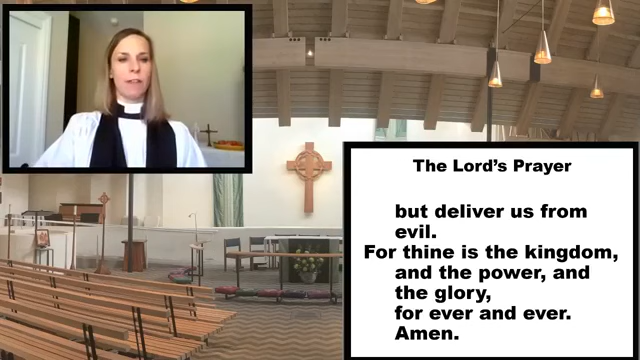 The Lord's Prayer
but deliver us from
evil.
For thine is the kingdom,
and the power, and
the glory,
for ever and ever.
Amen.